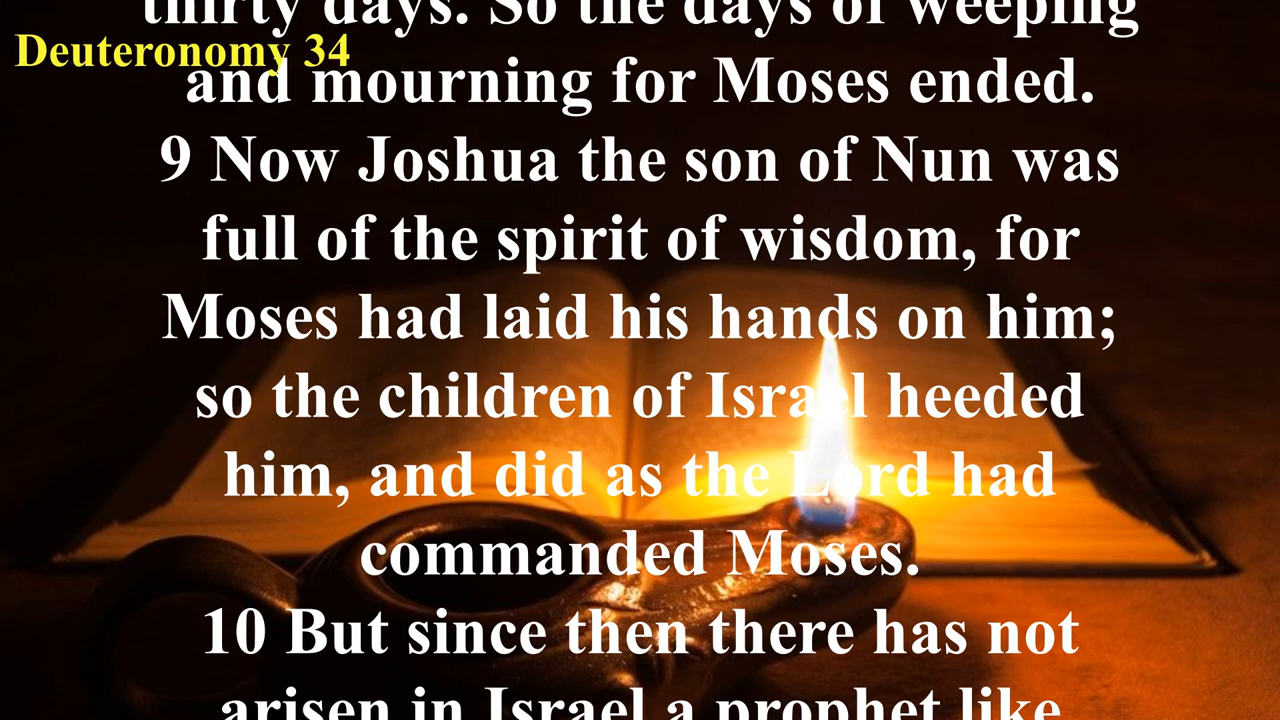 thirty days. So the days of weeping
Deuteronomy 34
and mourning for Moses ended.
9 Now Joshua the son of Nun was
full of the spirit of wisdom, for
Moses had laid his hands on him;
so the children of Israel heeded
him, and did as the Lord had
commanded Moses.
10 But since then there has not
arisen in Israel a prophet like